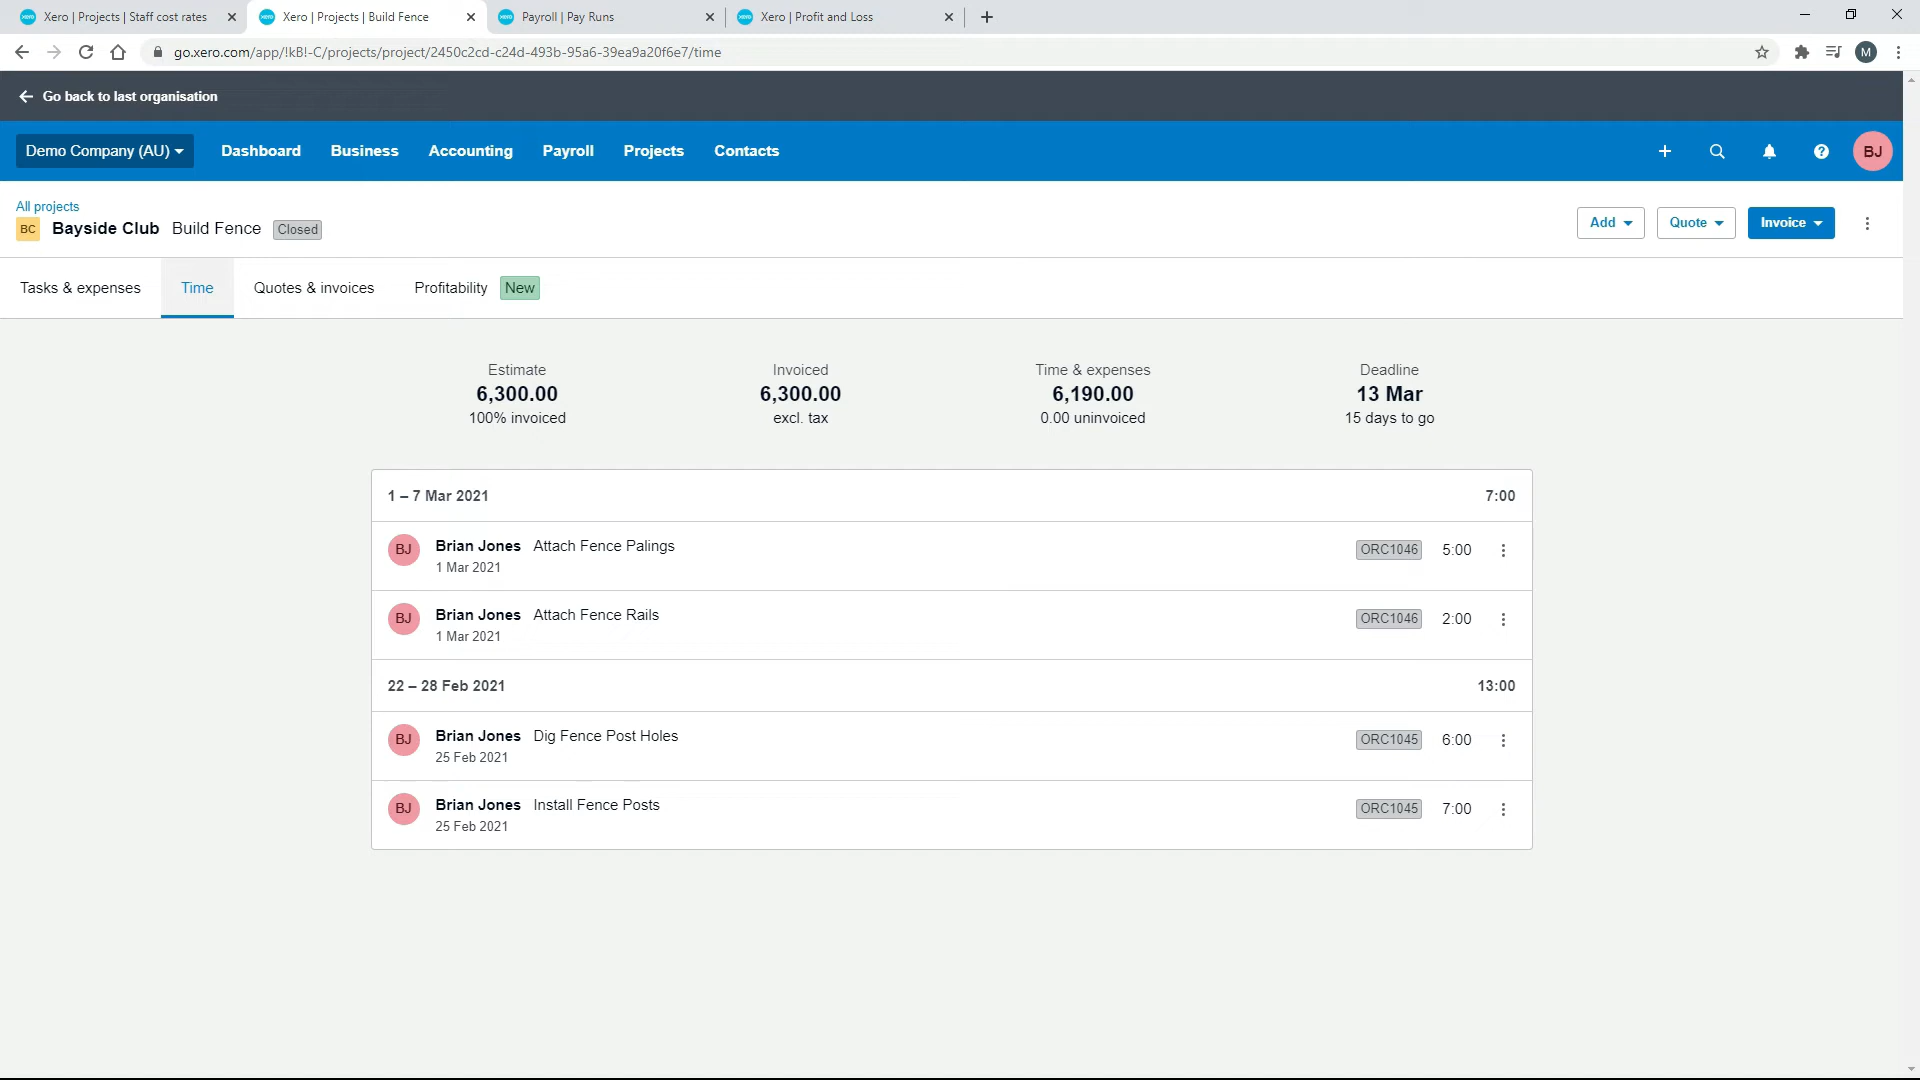 Xero | Projects | Staff cost rates
Xero | Projects | Build Fence
Payroll | Pay Runs
Xero | Profit and Loss
go.xero.com/app/!kB!-C/projects/project/2450c2cd-c24d-493b-95a6-39ea9a20f6e7/time
M
Go back to last organisation
Demo Company (AU)
Dashboard
Business
Accounting
Payroll
Projects
Contacts
BJ
All projects
BC
Bayside Club Build Fence Closed
Add
Quote
Invoice
Tasks & expenses
Time
Quotes & invoices
Profitability New
Estimate
6,300.00
100% invoiced
Invoiced
6,300.00
excl. tax
Time & expenses
6,190.00
0.00 uninvoiced
Deadline
13 Mar
15 days to go
1 – 7 Mar 2021 7:00
BJ Brian Jones Attach Fence Palings ORC1046 5:00
1 Mar 2021
BJ Brian Jones Attach Fence Rails ORC1046 2:00
1 Mar 2021
22 – 28 Feb 2021 13:00
BJ Brian Jones Dig Fence Post Holes ORC1045 6:00
25 Feb 2021
BJ Brian Jones Install Fence Posts ORC1045 7:00
25 Feb 2021